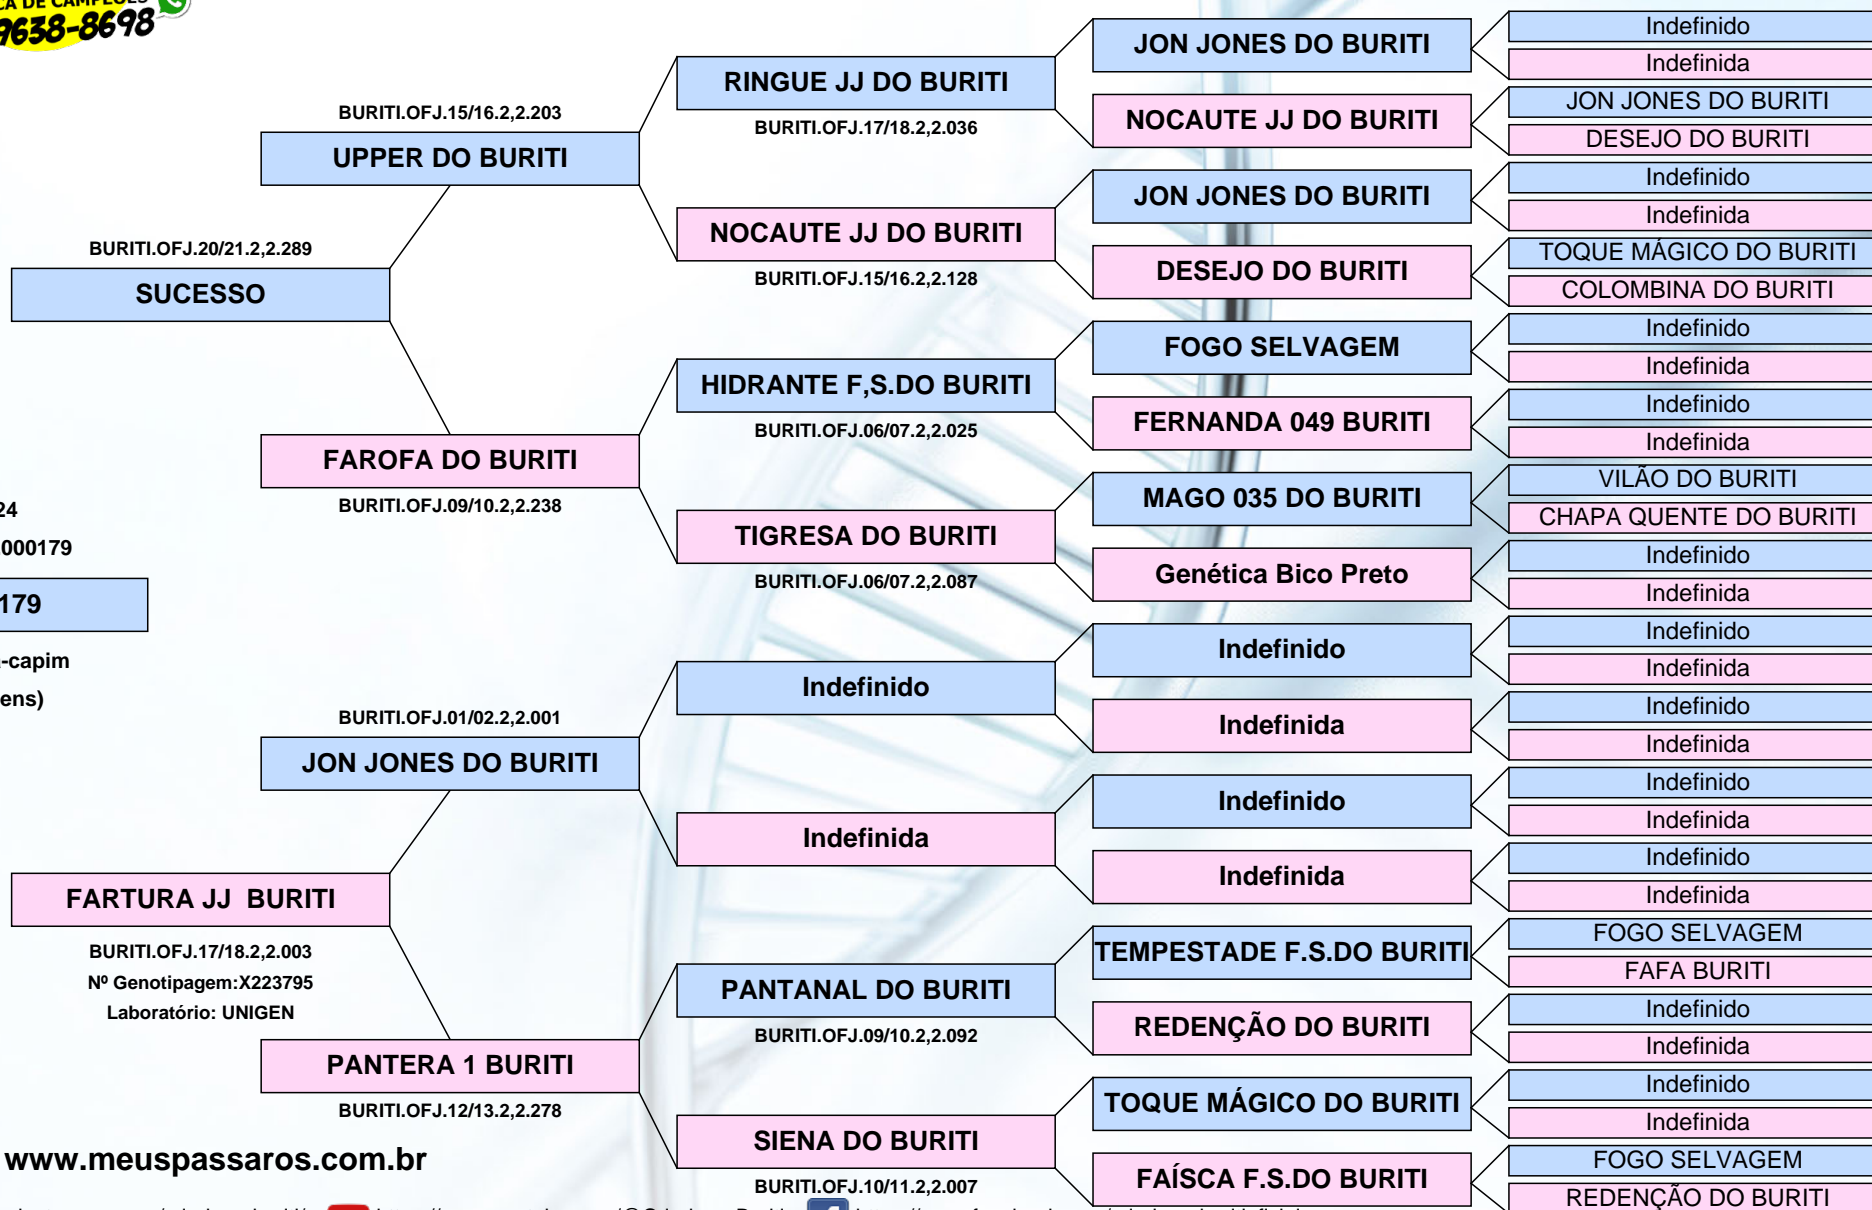 CA DE CAMPEÕES
9638-8698
24
000179
179
-capim
ens)
BURITI.OFJ.20/21.2,2.289
SUCESSO
FARTURA JJ  BURITI
BURITI.OFJ.17/18.2,2.003
Nº Genotipagem:X223795
Laboratório: UNIGEN
BURITI.OFJ.15/16.2,2.203
UPPER DO BURITI
FAROFA DO BURITI
BURITI.OFJ.09/10.2,2.238
BURITI.OFJ.01/02.2,2.001
JON JONES DO BURITI
PANTERA 1 BURITI
BURITI.OFJ.12/13.2,2.278
RINGUE JJ DO BURITI
BURITI.OFJ.17/18.2,2.036
NOCAUTE JJ DO BURITI
BURITI.OFJ.15/16.2,2.128
HIDRANTE F,S.DO BURITI
BURITI.OFJ.06/07.2,2.025
TIGRESA DO BURITI
BURITI.OFJ.06/07.2,2.087
Indefinido
Indefinida
PANTANAL DO BURITI
BURITI.OFJ.09/10.2,2.092
SIENA DO BURITI
BURITI.OFJ.10/11.2,2.007
JON JONES DO BURITI
NOCAUTE JJ DO BURITI
JON JONES DO BURITI
DESEJO DO BURITI
FOGO SELVAGEM
FERNANDA 049 BURITI
MAGO 035 DO BURITI
Genética Bico Preto
Indefinido
Indefinida
Indefinido
Indefinida
TEMPESTADE F.S.DO BURITI
REDENÇÃO DO BURITI
TOQUE MÁGICO DO BURITI
FAÍSCA F.S.DO BURITI
Indefinido
Indefinida
JON JONES DO BURITI
DESEJO DO BURITI
Indefinido
Indefinida
TOQUE MÁGICO DO BURITI
COLOMBINA DO BURITI
Indefinido
Indefinida
Indefinido
Indefinida
VILÃO DO BURITI
CHAPA QUENTE DO BURITI
Indefinido
Indefinida
Indefinido
Indefinida
Indefinido
Indefinida
Indefinido
Indefinida
Indefinido
Indefinida
FOGO SELVAGEM
FAFA BURITI
Indefinido
Indefinida
Indefinido
Indefinida
FOGO SELVAGEM
REDENÇÃO DO BURITI
www.meuspassaros.com.br